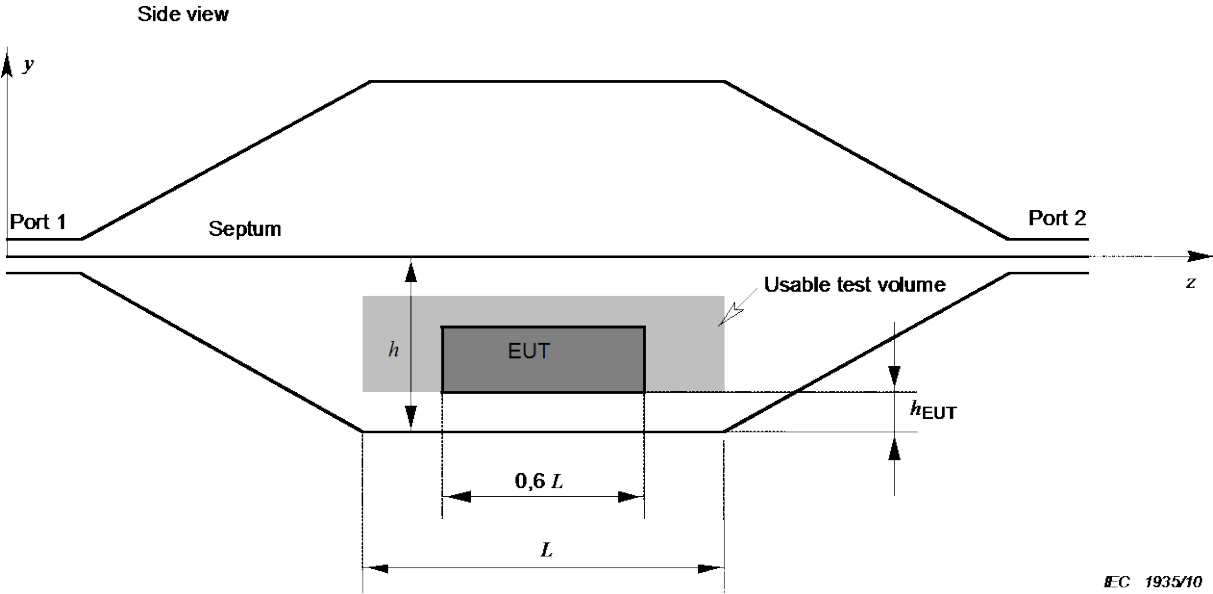 Side view
y
Port 1
Septum
Port 2
z
Usable test volume
h
EUT
hEUT
0,6 L
L
IEC 1935/10